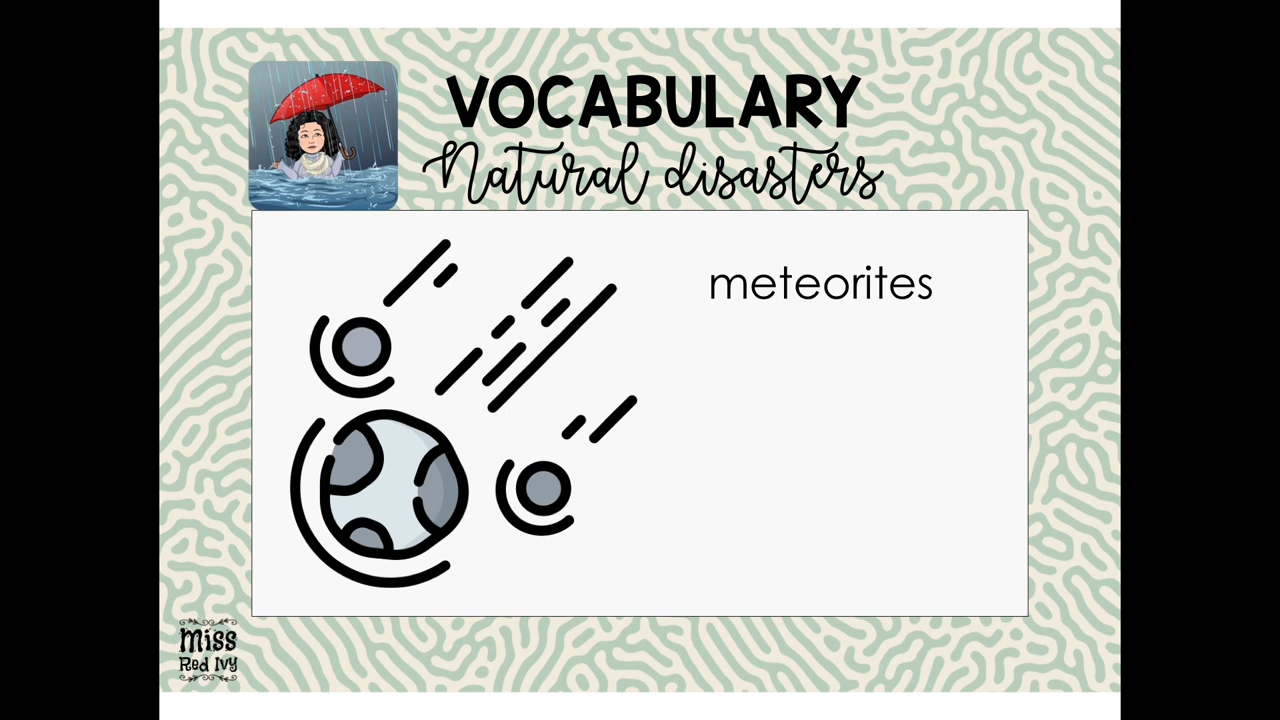 VOCABULARY
Natural disasters
meteorites
Miss
Red Ivy